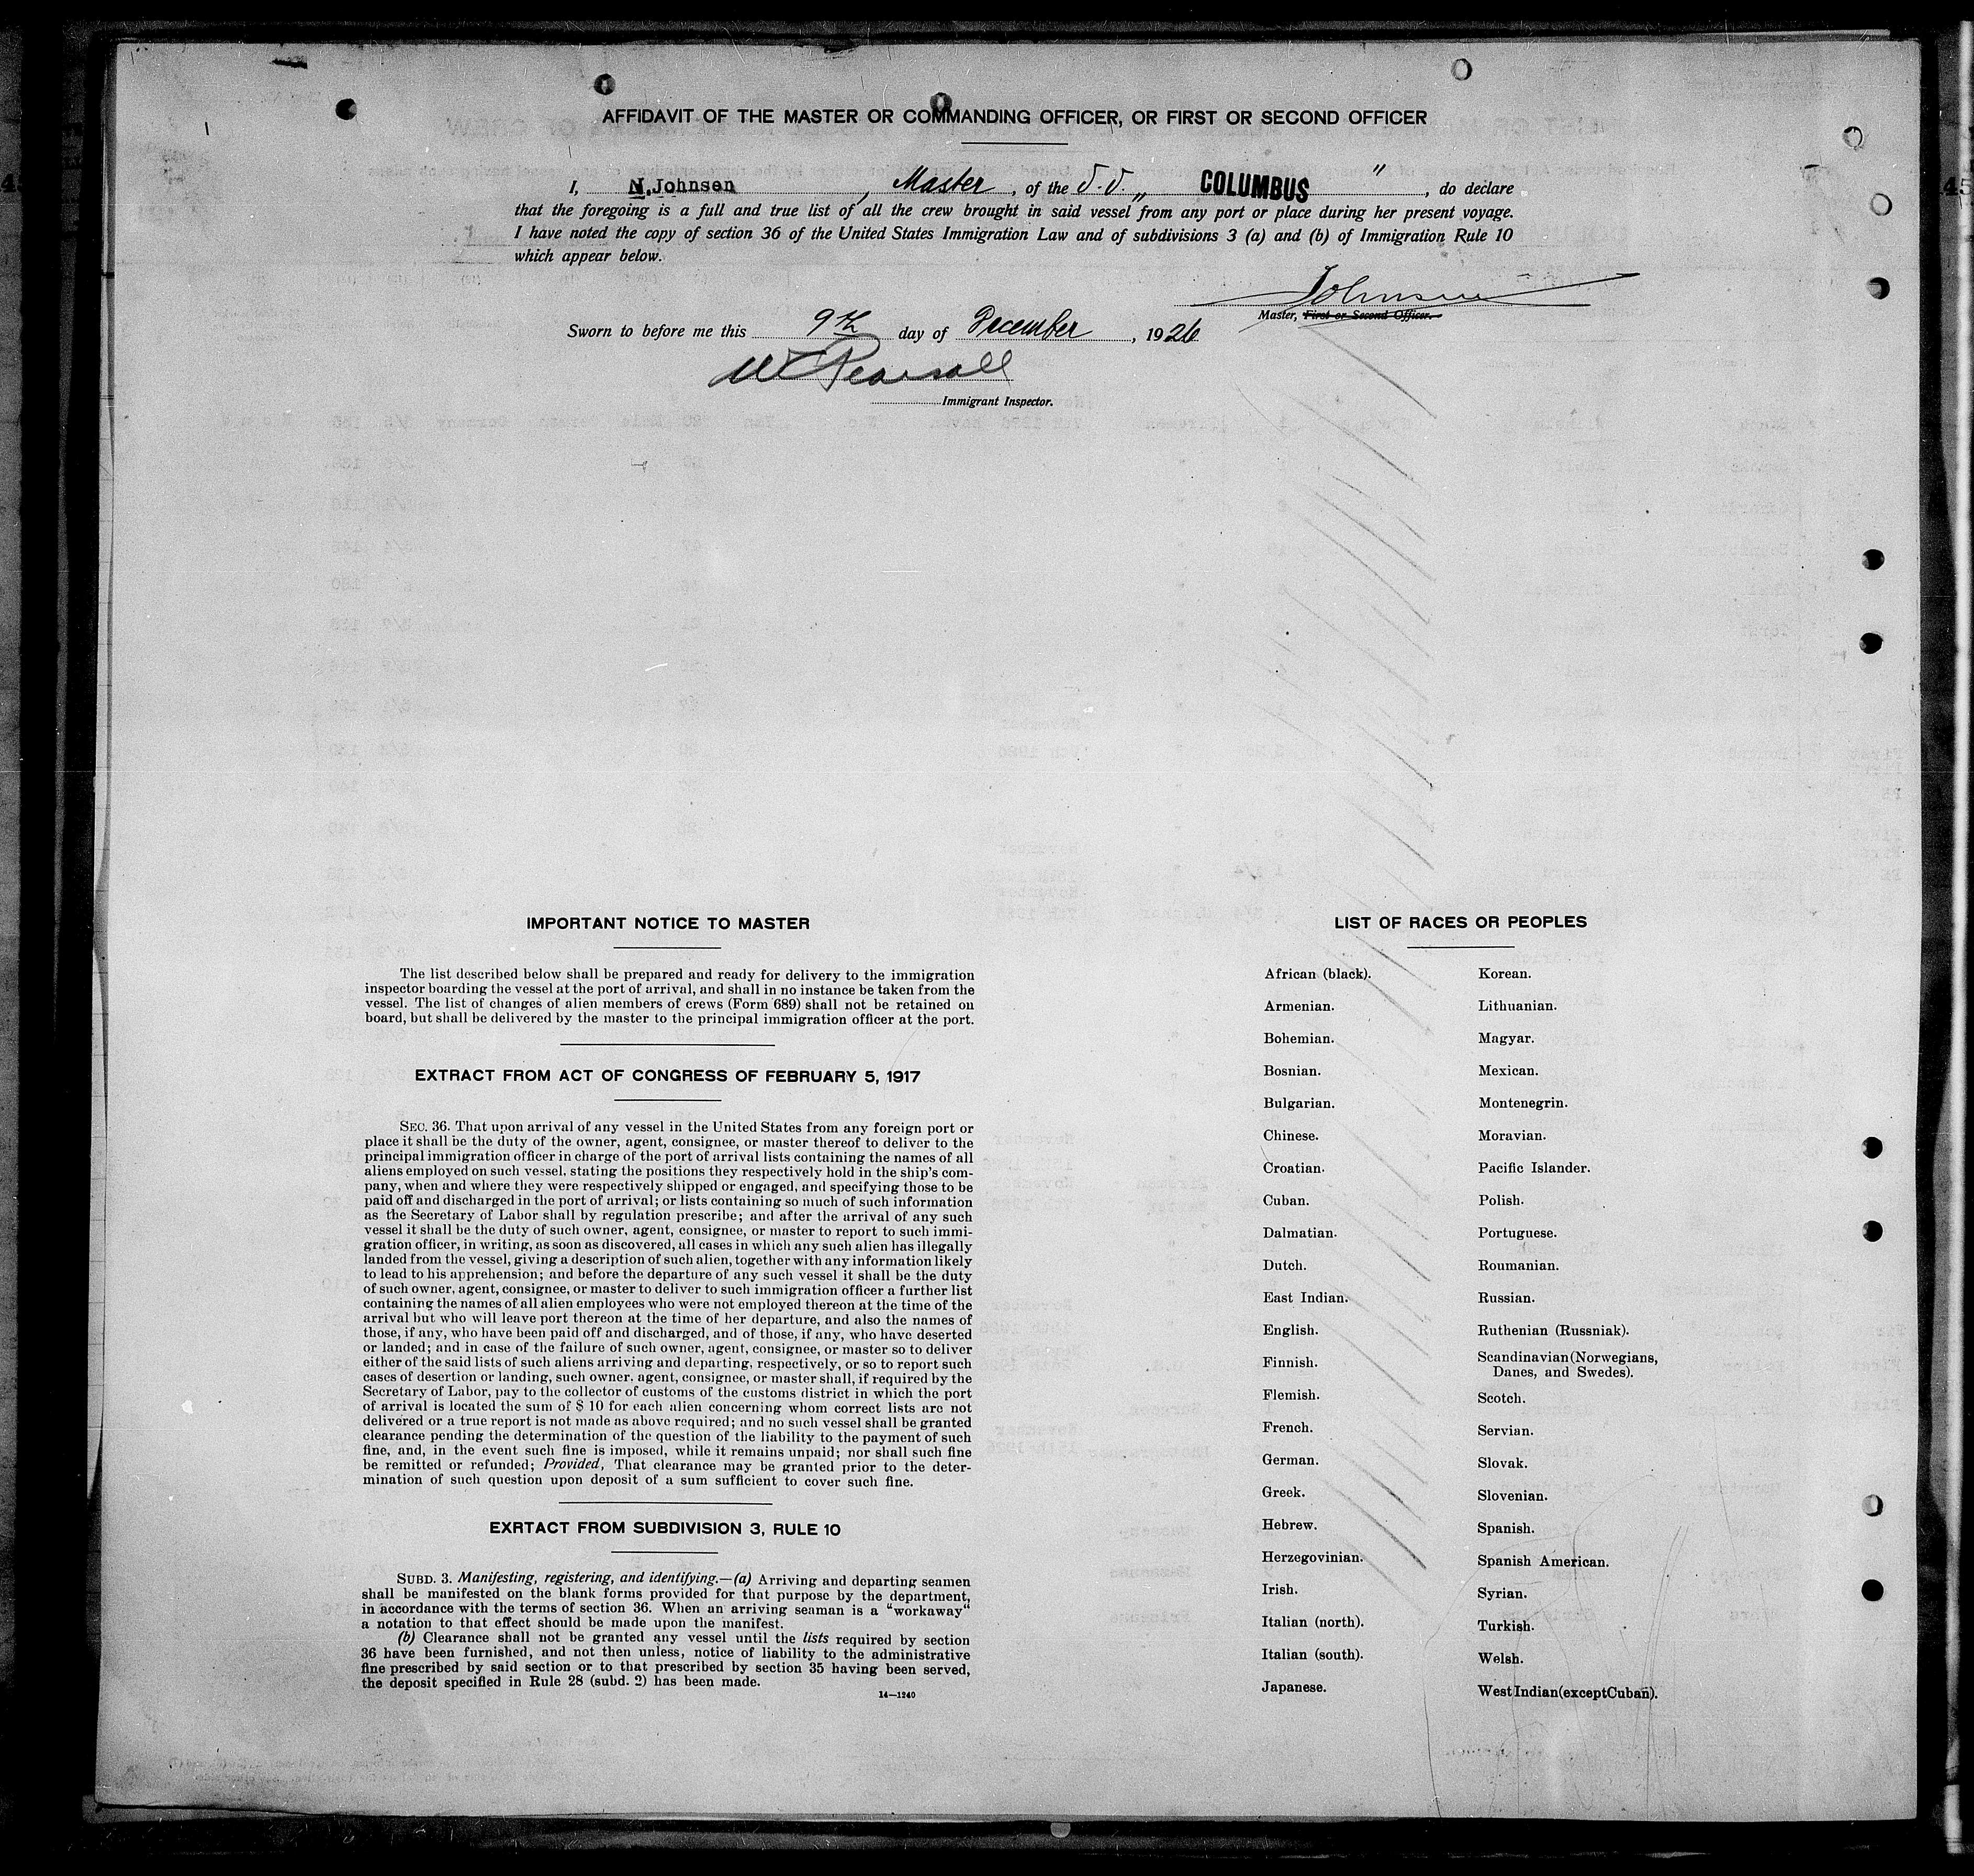 AFFIDAVIT OF THE MASTER OR COMMANDING OFFICER, OR FIRST OR SECOND OFFICER
I, N.Johnsen, Master, of the S.S. „ COLUMBUS ", do declare
that the foregoing is a full and true list of all the crew brought in said vessel from any port or place during her present voyage.
I have noted the copy of section 36 of the United States Immigration Law and of subdivisions 3 (a) and (b) of Immigration Rule 10
which appear below.
Johnsen
Master, First or Second Officer.
Sworn to before me this 9th day of December, 1926
W Pearsall
Immigrant Inspector.
IMPORTANT NOTICE TO MASTER
The list described below shall be prepared and ready for delivery to the immigration
inspector boarding the vessel at the port of arrival, and shall in no instance be taken from the
vessel. The list of changes of alien members of crews (Form 689) shall not be retained on
board, but shall be delivered by the master to the principal immigration officer at the port.
EXTRACT FROM ACT OF CONGRESS OF FEBRUARY 5, 1917
SEC. 36. That upon arrival of any vessel in the United States from any foreign port or
place it shall be the duty of the owner, agent, consignee, or master thereof to deliver to the
principal immigration officer in charge of the port of arrival lists containing the names of all
aliens employed on such vessel, stating the positions they respectively hold in the ship's com-
pany, when and where they were respectively shipped or engaged, and specifying those to be
paid off and discharged in the port of arrival; or lists containing so much of such information
as the Secretary of Labor shall by regulation prescribe; and after the arrival of any such
vessel it shall be the duty of such owner, agent, consignee, or master to report to such immi-
gration officer, in writing, as soon as discovered, all cases in which any such alien has illegally
landed from the vessel, giving a description of such alien, together with any information likely
to lead to his apprehension; and before the departure of any such vessel it shall be the duty
of such owner, agent, consignee, or master to deliver to such immigration officer a further list
containing the names of all alien employees who were not employed thereon at the time of the
arrival but who will leave port thereon at the time of her departure, and also the names of
those, if any, who have been paid off and discharged, and of those, if any, who have deserted
or landed; and in case of the failure of such owner, agent, consignee, or master so to deliver
either of the said lists of such aliens arriving and departing, respectively, or so to report such
cases of desertion or landing, such owner, agent, consignee, or master shall, if required by the
Secretary of Labor, pay to the collector of customs of the customs district in which the port
of arrival is located the sum of $ 10 for each alien concerning whom correct lists are not
delivered or a true report is not made as above required; and no such vessel shall be granted
clearance pending the determination of the question of the liability to the payment of such
fine, and, in the event such fine is imposed, while it remains unpaid; nor shall such fine
be remitted or refunded; Provided, That clearance may be granted prior to the deter-
mination of such question upon deposit of a sum sufficient to cover such fine.
EXRTACT FROM SUBDIVISION 3, RULE 10
SUBD. 3. Manifesting, registering, and identifying.—(a) Arriving and departing seamen
shall be manifested on the blank forms provided for that purpose by the department,
in accordance with the terms of section 36. When an arriving seaman is a "workaway"
a notation to that effect should be made upon the manifest.
(b) Clearance shall not be granted any vessel until the lists required by section
36 have been furnished, and not then unless, notice of liability to the administrative
fine prescribed by said section or to that prescribed by section 35 having been served,
the deposit specified in Rule 28 (subd. 2) has been made.
14—1240
LIST OF RACES OR PEOPLES
African (black).
Armenian.
Bohemian.
Bosnian.
Bulgarian.
Chinese.
Croatian.
Cuban.
Dalmatian.
Dutch.
East Indian.
English.
Finnish.
Flemish.
French.
German.
Greek.
Hebrew.
Herzegovinian.
Irish.
Italian (north).
Italian (south).
Japanese.
Korean.
Lithuanian.
Magyar.
Mexican.
Montenegrin.
Moravian.
Pacific Islander.
Polish.
Portuguese.
Roumanian.
Russian.
Ruthenian (Russniak).
Scandinavian (Norwegians,
Danes, and Swedes).
Scotch.
Servian.
Slovak.
Slovenian.
Spanish.
Spanish American.
Syrian.
Turkish.
Welsh.
West Indian (except Cuban).